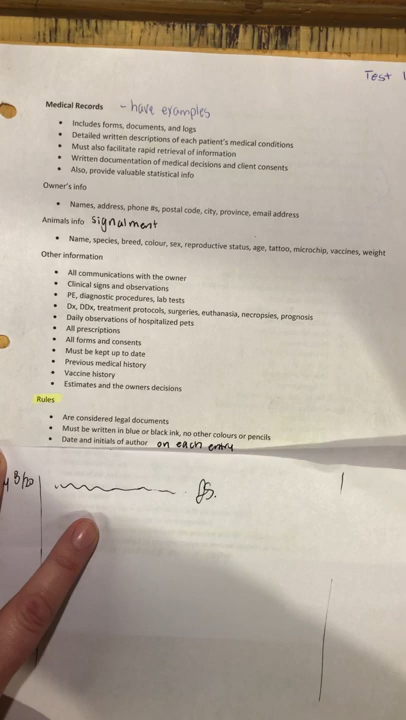 Test 1
Medical Records - have examples
• Includes forms, documents, and logs
• Detailed written descriptions of each patient's medical conditions
• Must also facilitate rapid retrieval of information
• Written documentation of medical decisions and client consents
• Also, provide valuable statistical info
Owner's info
• Names, address, phone #s, postal code, city, province, email address
Animals info signalment
• Name, species, breed, colour, sex, reproductive status, age, tattoo, microchip, vaccines, weight
Other information
• All communications with the owner
• Clinical signs and observations
• PE, diagnostic procedures, lab tests
• Dx, DDx, treatment protocols, surgeries, euthanasia, necropsies, prognosis
• Daily observations of hospitalized pets
• All prescriptions
• All forms and consents
• Must be kept up to date
• Previous medical history
• Vaccine history
• Estimates and the owners decisions
Rules
• Are considered legal documents
• Must be written in blue or black ink, no other colours or pencils
• Date and initials of author on each entry